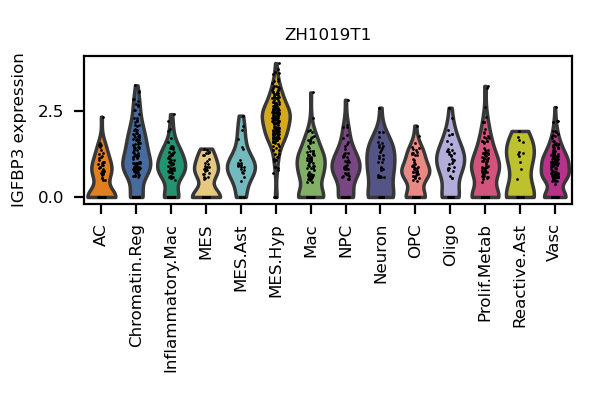 ZH1019T1
IGFBP3 expression
2.5
0.0
AC
Chromatin.Reg
Inflammatory.Mac
MES
MES.Ast
MES.Hyp
Mac
NPC
Neuron
OPC
Oligo
Prolif.Metab
Reactive.Ast
Vasc